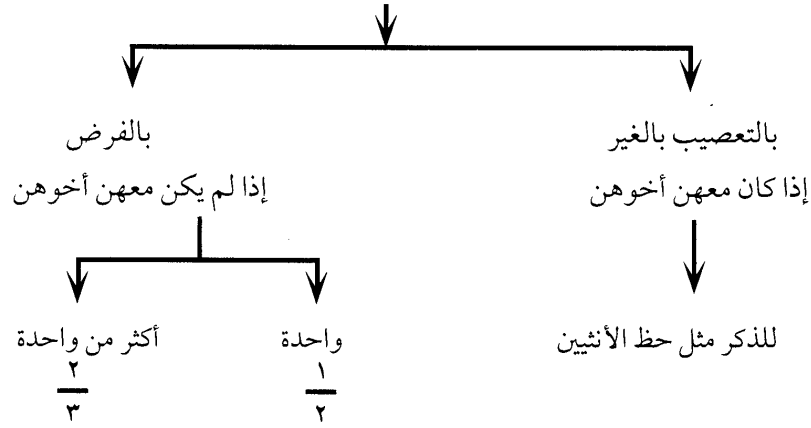 بالتعصيب بالغير
إذا كان معهن أخوهن
للذكر مثل حظ الأنثيين
بالفرض
إذا لم يكن معهن أخوهن
واحدة
١
٢
أكثر من واحدة
٢
٣